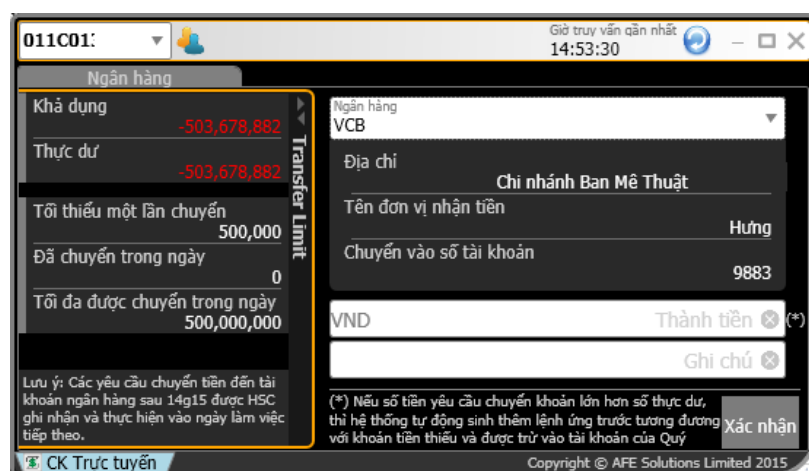 011C01:
Giờ truy vấn gần nhất
14:53:30
Ngân hàng
Khả dụng
-503,678,882
Thực dư
-503,678,882
Tối thiểu một lần chuyển
500,000
Đã chuyển trong ngày
0
Tối đa được chuyển trong ngày
500,000,000
Lưu ý: Các yêu cầu chuyển tiền đến tài
khoản ngân hàng sau 14g15 được HSC
ghi nhận và thực hiện vào ngày làm việc
tiếp theo.
Transfer Limit
Ngân hàng
VCB
Địa chỉ
Chi nhánh Ban Mê Thuật
Tên đơn vị nhận tiền
Hưng
Chuyển vào số tài khoản
9883
VND Thành tiền (*)
Ghi chú
(*) Nếu số tiền yêu cầu chuyển khoản lớn hơn số thực dư,
thì hệ thống tự động sinh thêm lệnh ứng trước tương đương
với khoản tiền thiếu và được trừ vào tài khoản của Quý
Xác nhận
CK Trực tuyến
Copyright © AFE Solutions Limited 2015